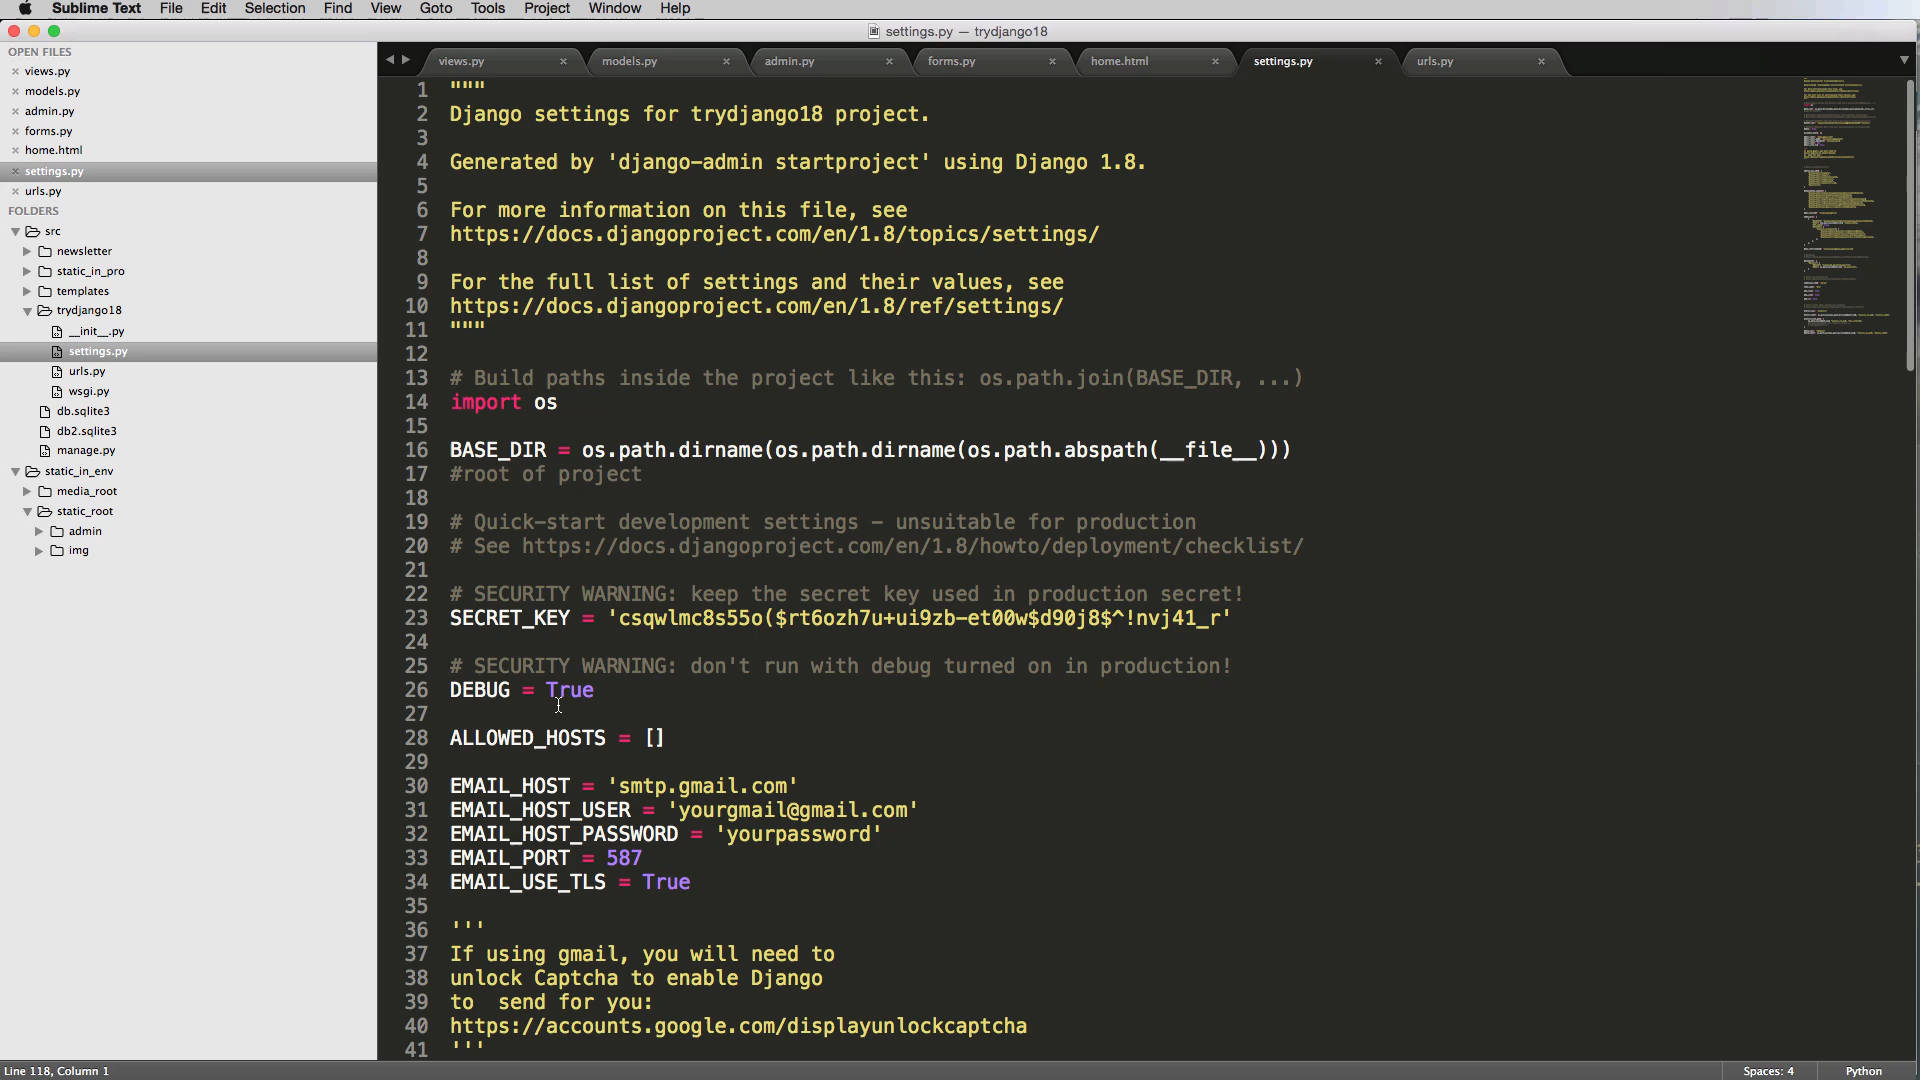 Sublime Text File Edit Selection Find View Goto Tools Project Window Help
settings.py — trydjango18
OPEN FILES
views.py
models.py
admin.py
forms.py
home.html
settings.py
urls.py
FOLDERS
src
newsletter
static_in_pro
templates
trydjango18
__init__.py
settings.py
urls.py
wsgi.py
db.sqlite3
db2.sqlite3
manage.py
static_in_env
media_root
static_root
admin
img
views.py models.py admin.py forms.py home.html settings.py urls.py
1 """
2 Django settings for trydjango18 project.
3
4 Generated by 'django-admin startproject' using Django 1.8.
5
6 For more information on this file, see
7 https://docs.djangoproject.com/en/1.8/topics/settings/
8
9 For the full list of settings and their values, see
10 https://docs.djangoproject.com/en/1.8/ref/settings/
11 """
12
13 # Build paths inside the project like this: os.path.join(BASE_DIR, ...)
14 import os
15
16 BASE_DIR = os.path.dirname(os.path.dirname(os.path.abspath(__file__)))
17 #root of project
18
19 # Quick-start development settings - unsuitable for production
20 # See https://docs.djangoproject.com/en/1.8/howto/deployment/checklist/
21
22 # SECURITY WARNING: keep the secret key used in production secret!
23 SECRET_KEY = 'csqwlmc8s55o($rt6ozh7u+ui9zb-et00w$d90j8$^!nvj41_r'
24
25 # SECURITY WARNING: don't run with debug turned on in production!
26 DEBUG = True
27
28 ALLOWED_HOSTS = []
29
30 EMAIL_HOST = 'smtp.gmail.com'
31 EMAIL_HOST_USER = 'yourgmail@gmail.com'
32 EMAIL_HOST_PASSWORD = 'yourpassword'
33 EMAIL_PORT = 587
34 EMAIL_USE_TLS = True
35
36 '''
37 If using gmail, you will need to
38 unlock Captcha to enable Django
39 to  send for you:
40 https://accounts.google.com/displayunlockcaptcha
41 '''
Line 118, Column 1
Spaces: 4 Python